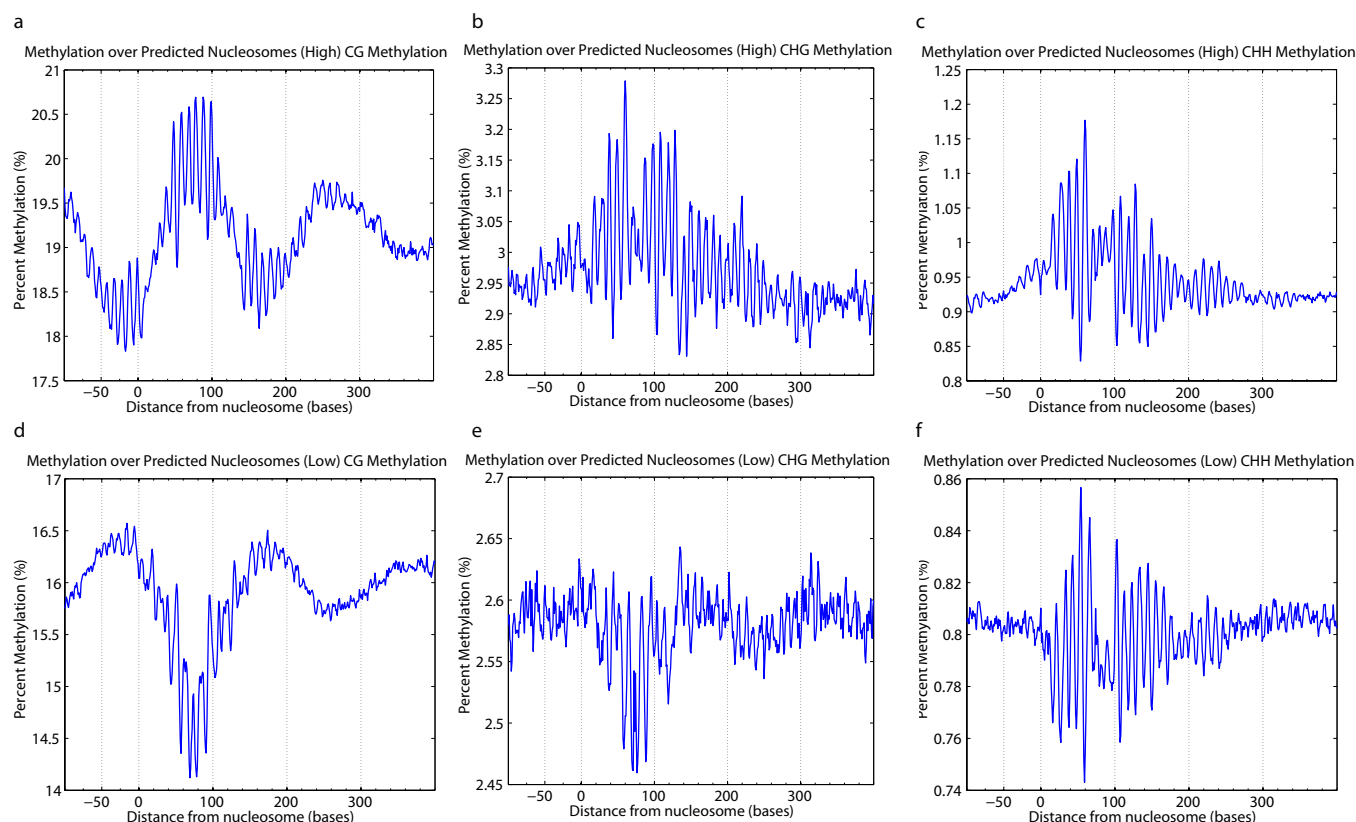 a
Methylation over Predicted Nucleosomes (High) CG Methylation
21
20.5
20
19.5
19
18.5
18
17.5
Percent Methylation (%)
−50 0 100 200 300
Distance from nucleosome (bases)
b
Methylation over Predicted Nucleosomes (High) CHG Methylation
3.3
3.25
3.2
3.15
3.1
3.05
3
2.95
2.9
2.85
2.8
Percent Methylation (%)
−50 0 100 200 300
Distance from nucleosome (bases)
c
Methylation over Predicted Nucleosomes (High) CHH Methylation
1.25
1.2
1.15
1.1
1.05
1
0.95
0.9
0.85
0.8
Percent Methylation (%)
−50 0 100 200 300
Distance from nucleosome (bases)
d
Methylation over Predicted Nucleosomes (Low) CG Methylation
17
16.5
16
15.5
15
14.5
14
Percent Methylation (%)
−50 0 100 200 300
Distance from nucleosome (bases)
e
Methylation over Predicted Nucleosomes (Low) CHG Methylation
2.7
2.65
2.6
2.55
2.5
2.45
Percent Methylation (%)
−50 0 100 200 300
Distance from nucleosome (bases)
f
Methylation over Predicted Nucleosomes (Low) CHH Methylation
0.86
0.84
0.82
0.8
0.78
0.76
0.74
Percent Methylation (%)
−50 0 100 200 300
Distance from nucleosome (bases)